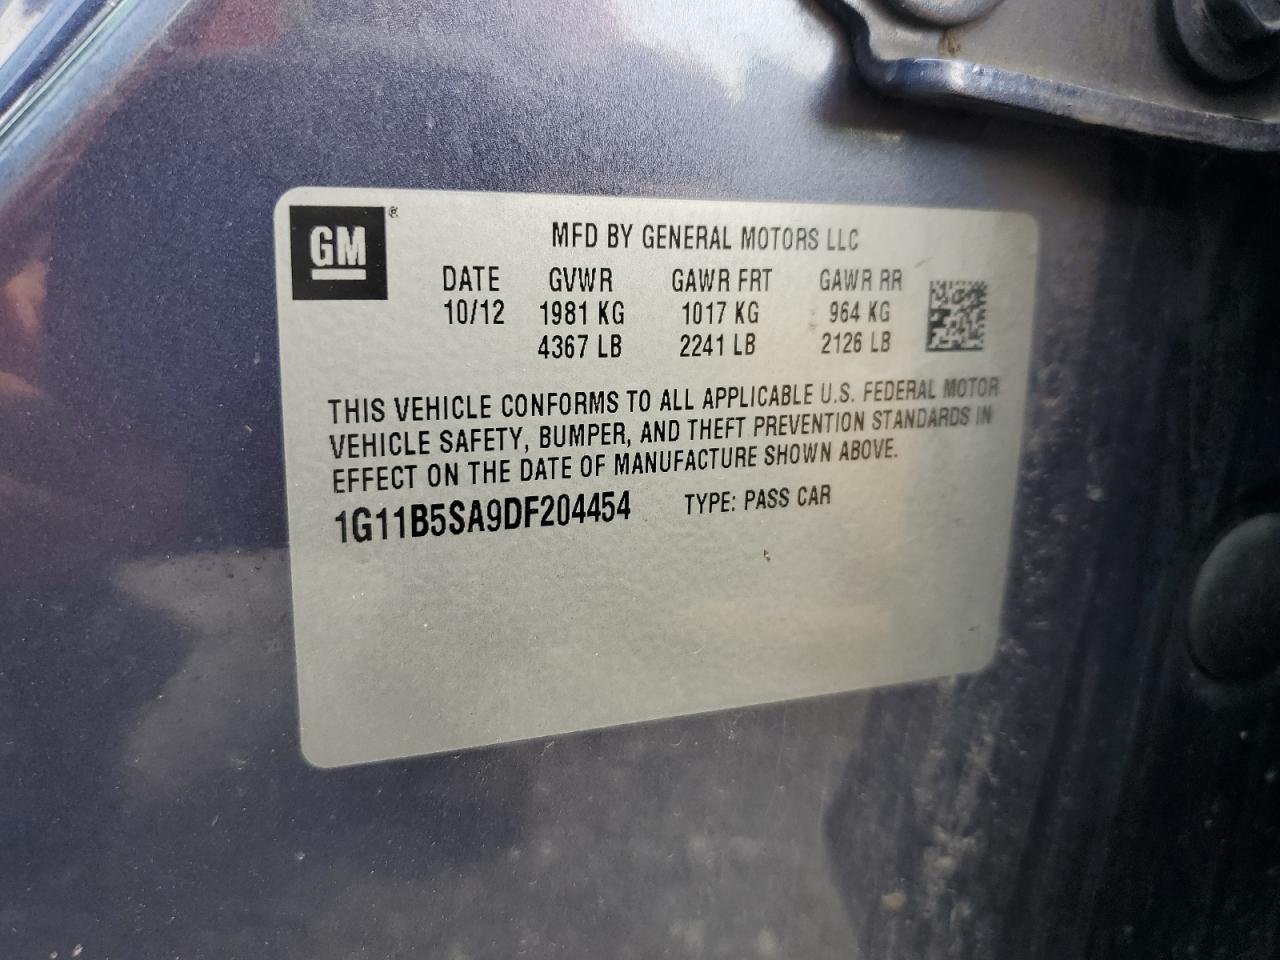 GM®
MFD BY GENERAL MOTORS LLC
DATE GVWR GAWR FRT GAWR RR
10/12 1981 KG 1017 KG 964 KG
4367 LB 2241 LB 2126 LB
THIS VEHICLE CONFORMS TO ALL APPLICABLE U.S. FEDERAL MOTOR
VEHICLE SAFETY, BUMPER, AND THEFT PREVENTION STANDARDS IN
EFFECT ON THE DATE OF MANUFACTURE SHOWN ABOVE.
1G11B5SA9DF204454 TYPE: PASS CAR